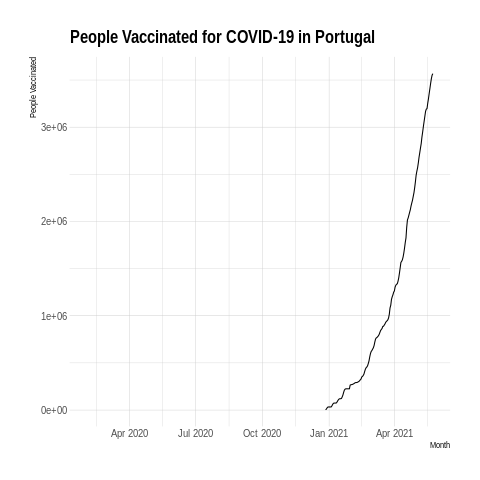 People Vaccinated for COVID-19 in Portugal
People Vaccinated
3e+06
2e+06
1e+06
0e+00
Apr 2020 Jul 2020 Oct 2020 Jan 2021 Apr 2021
Month